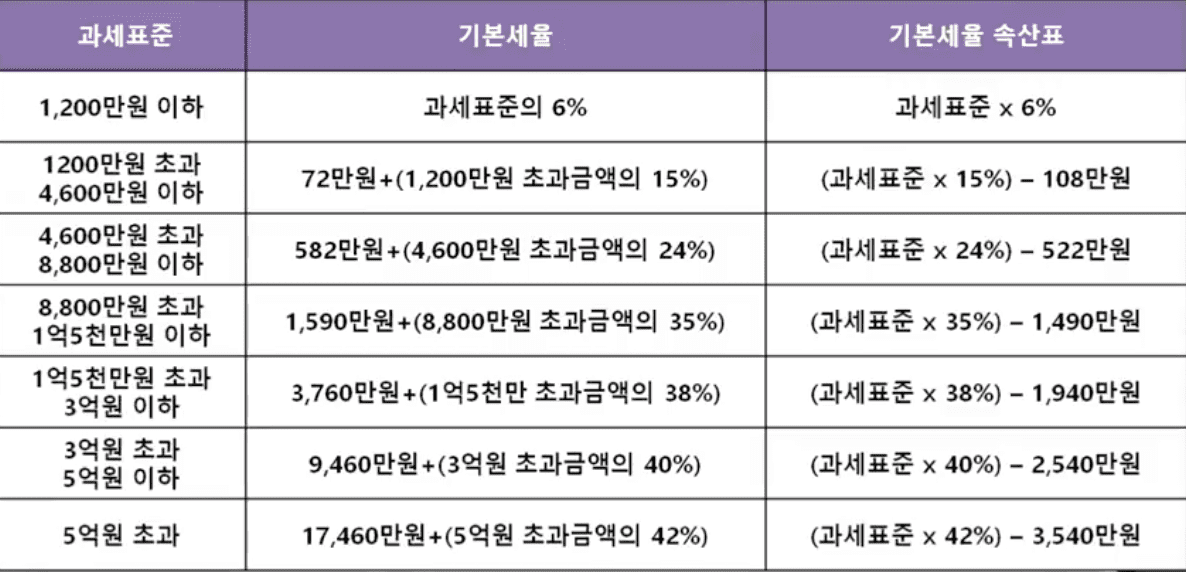 과세표준 기본세율 기본세율 속산표
1,200만원 이하 과세표준의 6% 과세표준 x 6%
1200만원 초과
4,600만원 이하 72만원+(1,200만원 초과금액의 15%) (과세표준 x 15%) – 108만원
4,600만원 초과
8,800만원 이하 582만원+(4,600만원 초과금액의 24%) (과세표준 x 24%) – 522만원
8,800만원 초과
1억5천만원 이하 1,590만원+(8,800만원 초과금액의 35%) (과세표준 x 35%) – 1,490만원
1억5천만원 초과
3억원 이하 3,760만원+(1억5천만 초과금액의 38%) (과세표준 x 38%) – 1,940만원
3억원 초과
5억원 이하 9,460만원+(3억원 초과금액의 40%) (과세표준 x 40%) – 2,540만원
5억원 초과 17,460만원+(5억원 초과금액의 42%) (과세표준 x 42%) – 3,540만원